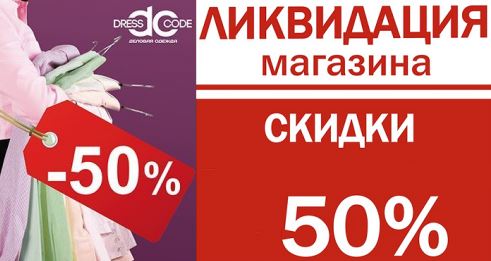 DRESS CODE
ДЕЛОВАЯ ОДЕЖДА
-50%
ЛИКВИДАЦИЯ
магазина
СКИДКИ
50%